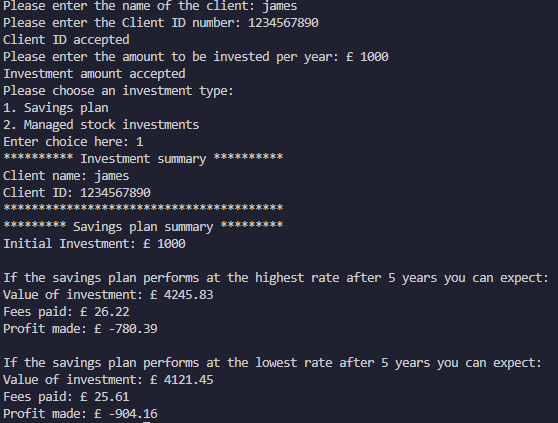 Please enter the name of the client: james
Please enter the Client ID number: 1234567890
Client ID accepted
Please enter the amount to be invested per year: £ 1000
Investment amount accepted
Please choose an investment type:
1. Savings plan
2. Managed stock investments
Enter choice here: 1
********** Investment summary **********
Client name: james
Client ID: 1234567890
****************************************
********* Savings plan summary *********
Initial Investment: £ 1000
If the savings plan performs at the highest rate after 5 years you can expect:
Value of investment: £ 4245.83
Fees paid: £ 26.22
Profit made: £ -780.39
If the savings plan performs at the lowest rate after 5 years you can expect:
Value of investment: £ 4121.45
Fees paid: £ 25.61
Profit made: £ -904.16